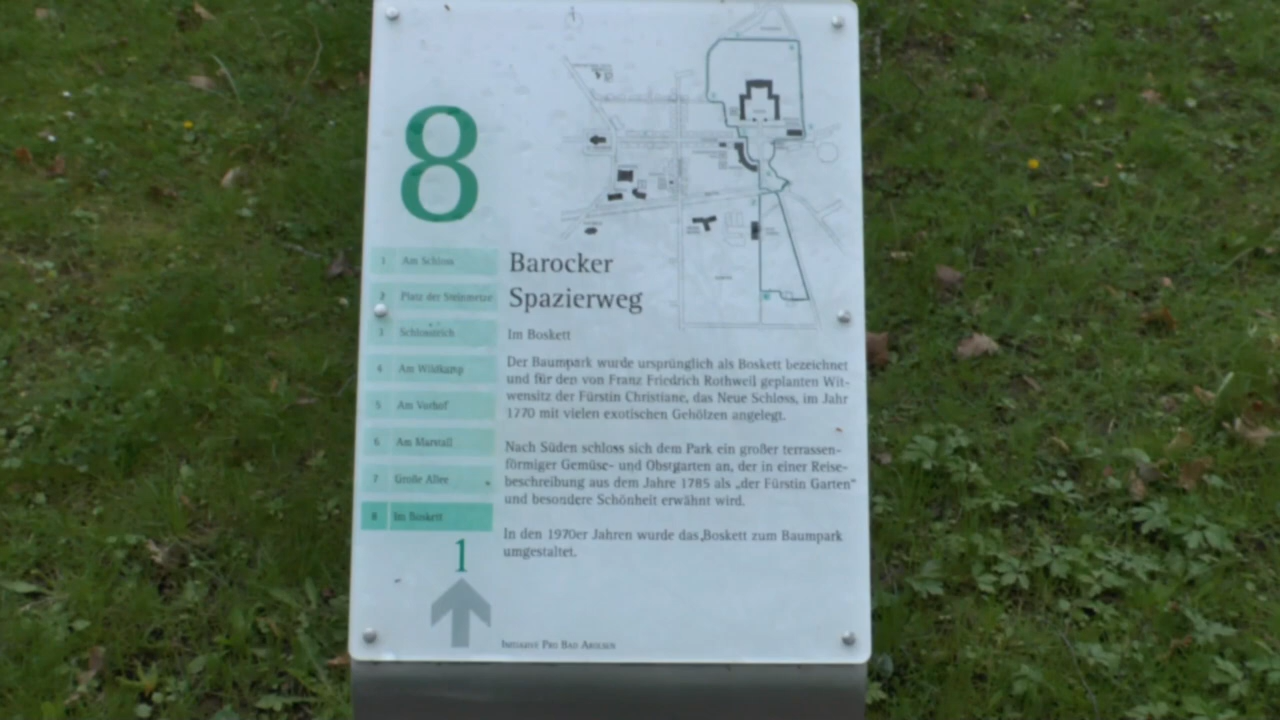 8
1 Am Schloss
2 Platz der Steinmetze
3 Schlossteich
4 Am Wildkamp
5 Am Vorhof
6 Am Marstall
7 Große Allee
8 Im Boskett
1
Barocker
Spazierweg
Im Boskett
Der Baumpark wurde ursprünglich als Boskett bezeichnet
und für den von Franz Friedrich Rothweil geplanten Wit-
wensitz der Fürstin Christiane, das Neue Schloss, im Jahr
1770 mit vielen exotischen Gehölzen angelegt.
Nach Süden schloss sich dem Park ein großer terrassen-
förmiger Gemüse- und Obstgarten an, der in einer Reise-
beschreibung aus dem Jahre 1785 als „der Fürstin Garten"
und besondere Schönheit erwähnt wird.
In den 1970er Jahren wurde das Boskett zum Baumpark
umgestaltet.
Initiative Pro Bad Arolsen